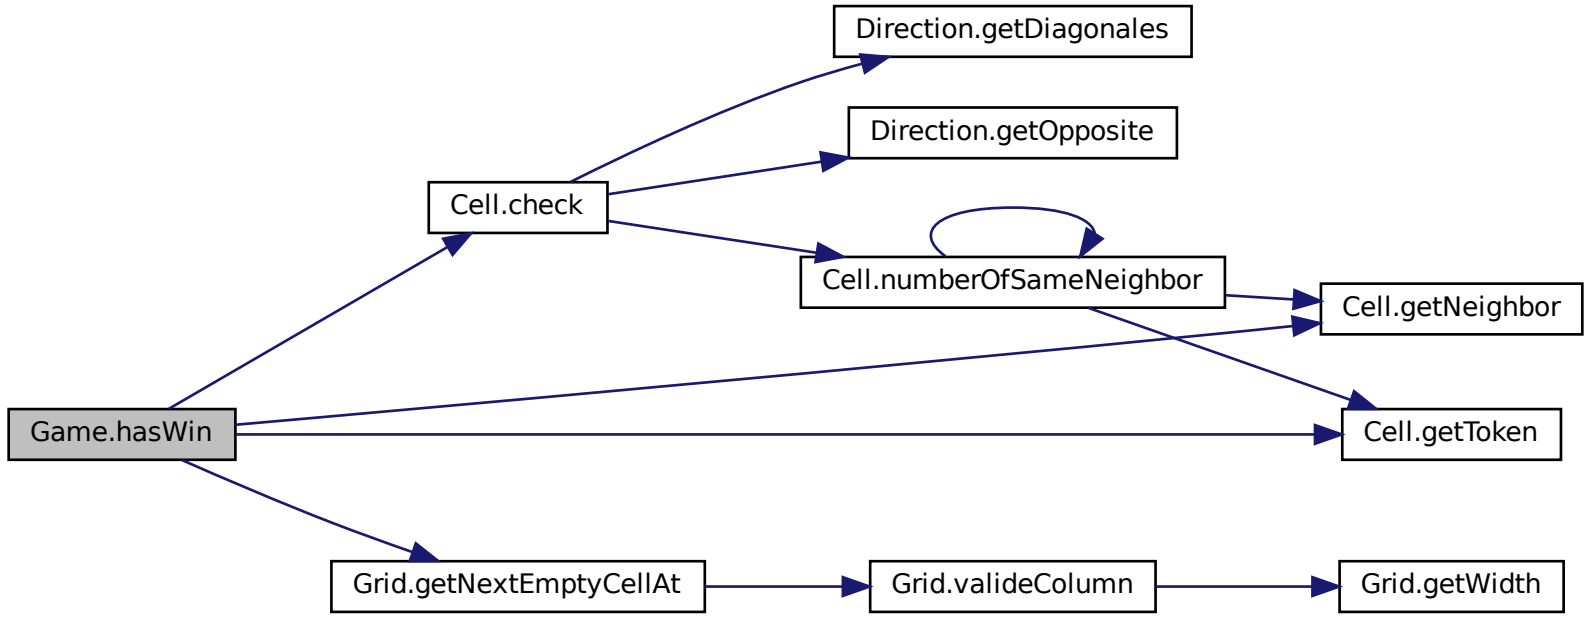 Direction.getDiagonales
Direction.getOpposite
Cell.check
Cell.numberOfSameNeighbor
Cell.getNeighbor
Game.hasWin
Cell.getToken
Grid.getNextEmptyCellAt
Grid.valideColumn
Grid.getWidth